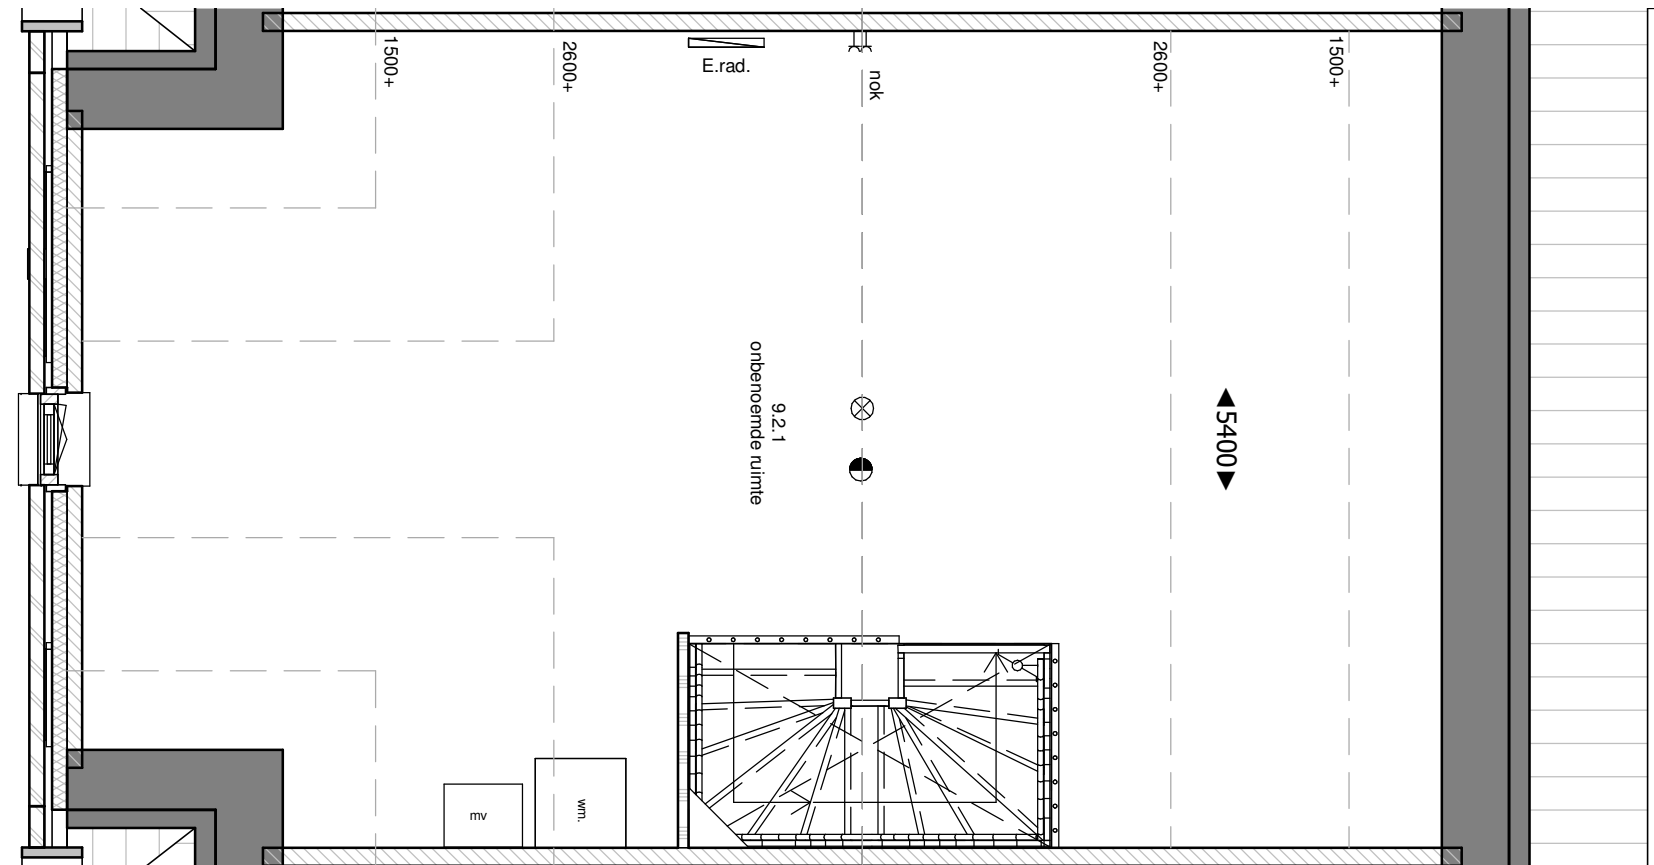 1500+
2600+
E.rad.
nok
2600+
1500+
9.2.1
onbenoemde ruimte
5400
mv
wm.